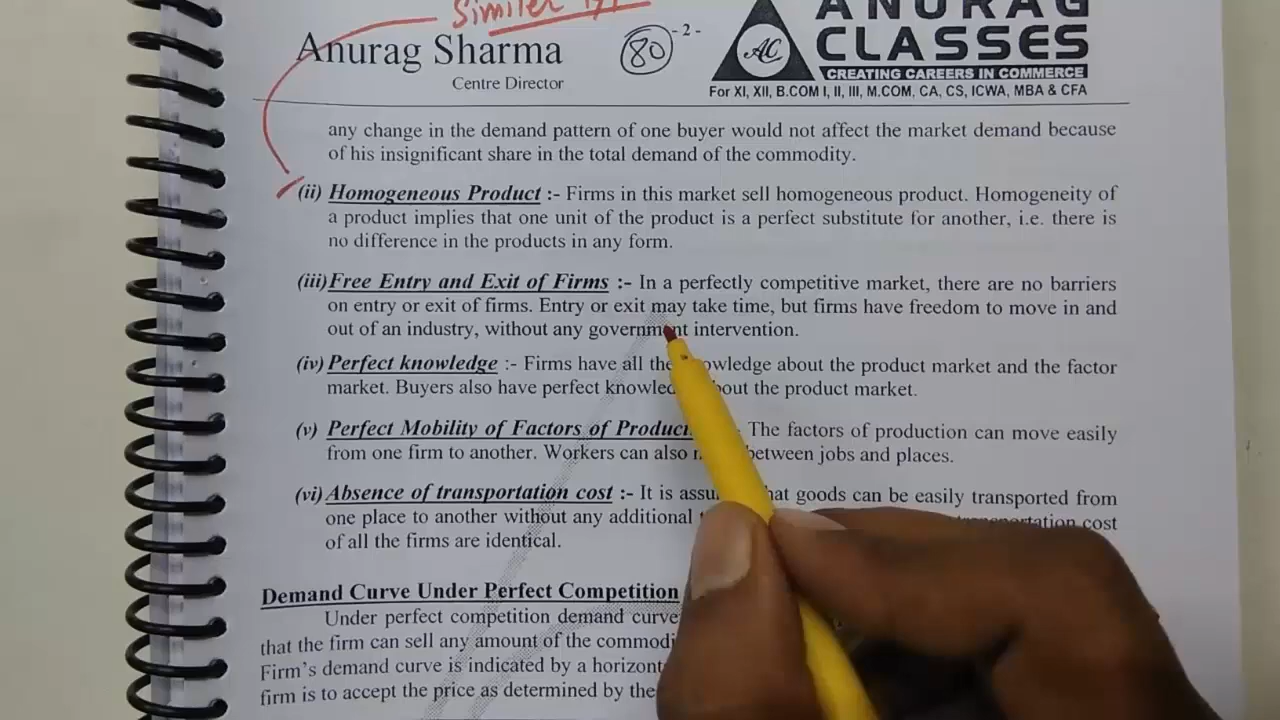 Similer
Anurag Sharma
Centre Director
80
- 2 -
ANURAG
CLASSES
AC
CREATING CAREERS IN COMMERCE
For XI, XII, B.COM I, II, III, M.COM, CA, CS, ICWA, MBA & CFA
any change in the demand pattern of one buyer would not affect the market demand because
of his insignificant share in the total demand of the commodity.
(ii) Homogeneous Product :- Firms in this market sell homogeneous product. Homogeneity of
a product implies that one unit of the product is a perfect substitute for another, i.e. there is
no difference in the products in any form.
(iii) Free Entry and Exit of Firms :- In a perfectly competitive market, there are no barriers
on entry or exit of firms. Entry or exit may take time, but firms have freedom to move in and
out of an industry, without any government intervention.
(iv) Perfect knowledge :- Firms have all the about the product market and the factor
market. Buyers also have perfect the product market.
(v) Perfect Mobility of Factors of The factors of production can move easily
from one firm to another. Workers can also between jobs and places.
(vi) Absence of transportation cost :- It is goods can be easily transported from
one place to another without any additional cost
of all the firms are identical.
Demand Curve Under Perfect Competition
Under perfect competition demand curve
that the firm can sell any amount of the
Firm's demand curve is indicated by a
firm is to accept the price as determined by the